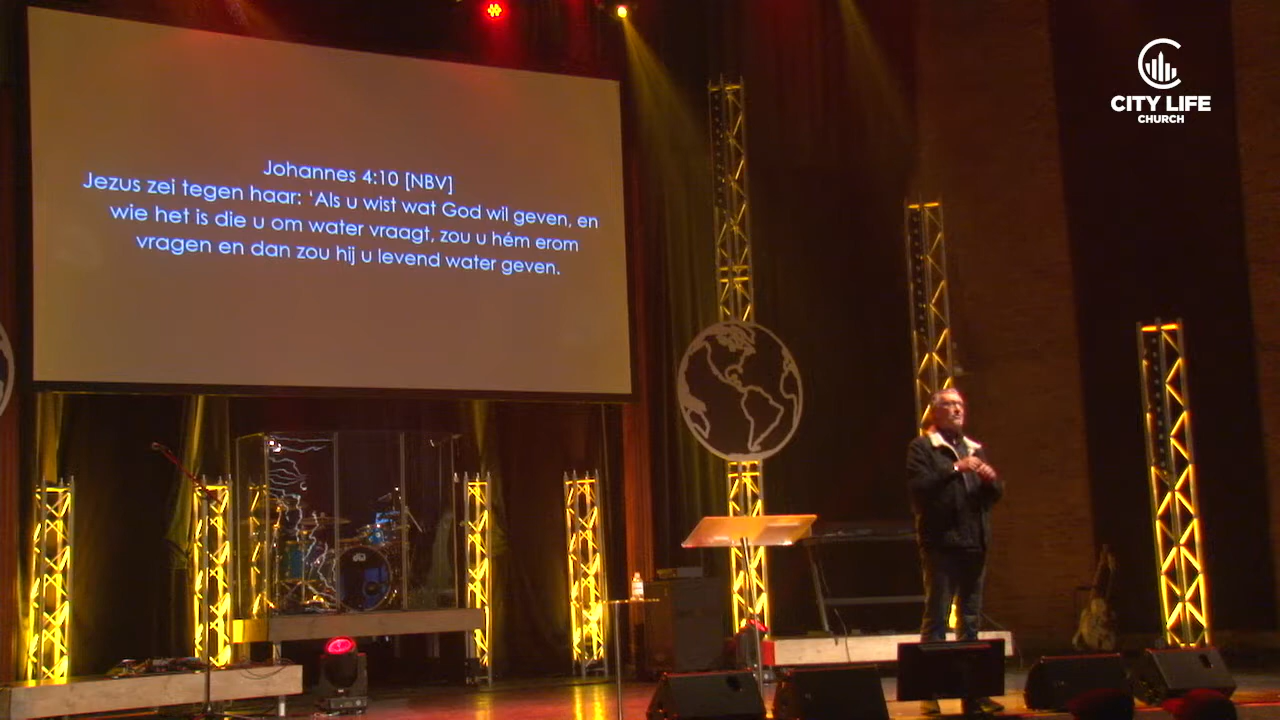 Johannes 4:10 [NBV]
Jezus zei tegen haar: ‘Als u wist wat God wil geven, en
wie het is die u om water vraagt, zou u hém erom
vragen en dan zou hij u levend water geven.
CITY LIFE
CHURCH